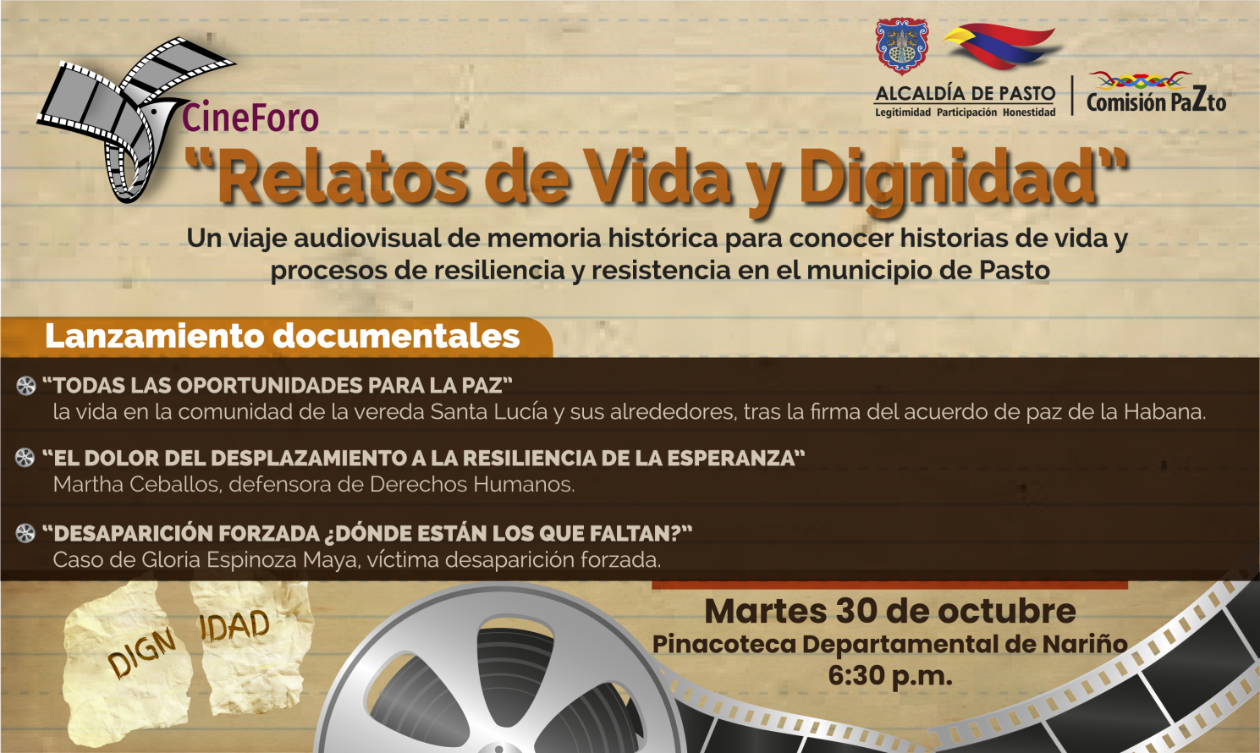 ALCALDÍA DE PASTO
Legitimidad Participación Honestidad
Comisión PaZto
CineForo
“Relatos de Vida y Dignidad”
Un viaje audiovisual de memoria histórica para conocer historias de vida y
procesos de resiliencia y resistencia en el municipio de Pasto
Lanzamiento documentales
“TODAS LAS OPORTUNIDADES PARA LA PAZ”
la vida en la comunidad de la vereda Santa Lucía y sus alrededores, tras la firma del acuerdo de paz de la Habana.
“EL DOLOR DEL DESPLAZAMIENTO A LA RESILIENCIA DE LA ESPERANZA”
Martha Ceballos, defensora de Derechos Humanos.
“DESAPARICIÓN FORZADA ¿DÓNDE ESTÁN LOS QUE FALTAN?”
Caso de Gloria Espinoza Maya, víctima desaparición forzada.
DIGN IDAD
Martes 30 de octubre
Pinacoteca Departamental de Nariño
6:30 p.m.